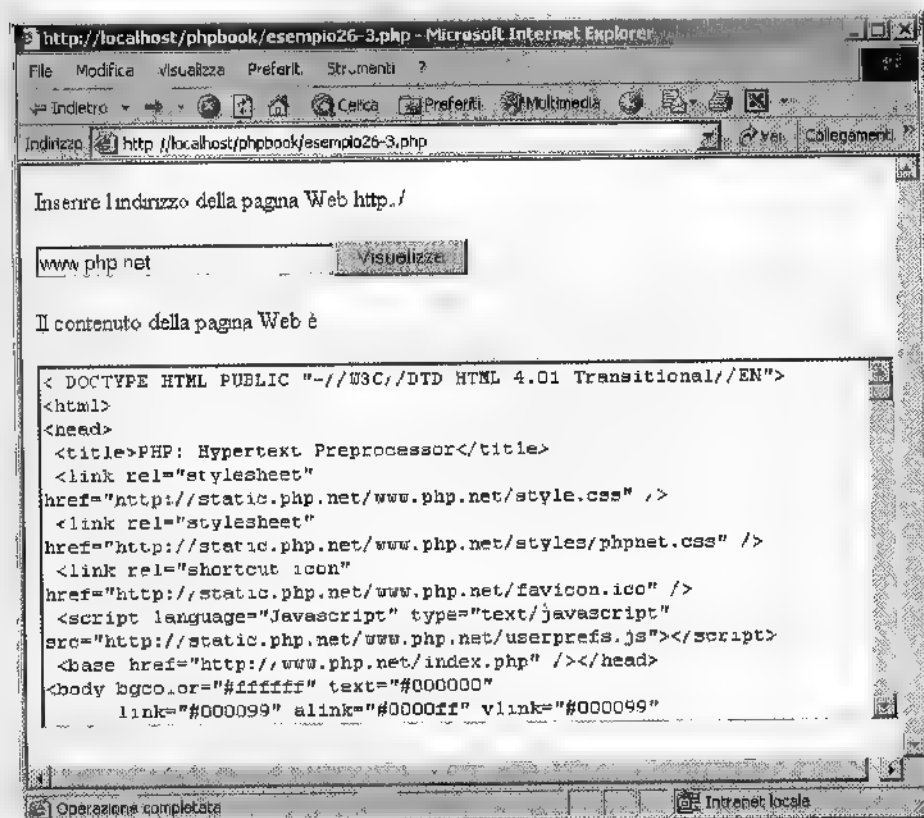 http://localhost/phpbook/esempio26-3.php - Microsoft Internet Explorer
File Modifica Visualizza Preferiti Strumenti ?
Indietro Cerca Preferiti Multimedia
Indirizzo http://localhost/phpbook/esempio26-3.php Vai Collegamenti »
Inserire l'indirizzo della pagina Web http://
www php net Visualizza
Il contenuto della pagina Web è
< DOCTYPE HTML PUBLIC "-//W3C//DTD HTML 4.01 Transitional//EN">
<html>
<head>
<title>PHP: Hypertext Preprocessor</title>
<link rel="stylesheet"
href="http://static.php.net/www.php.net/style.css" />
<link rel="stylesheet"
href="http://static.php.net/www.php.net/styles/phpnet.css" />
<link rel="shortcut icon"
href="http://static.php.net/www.php.net/favicon.ico" />
<script language="Javascript" type="text/javascript"
src="http://static.php.net/www.php.net/userprefs.js"></script>
<base href="http://www.php.net/index.php" /></head>
<body bgcolor="#ffffff" text="#000000"
link="#000099" alink="#0000ff" vlink="#000099"
Operazione completata Intranet locale